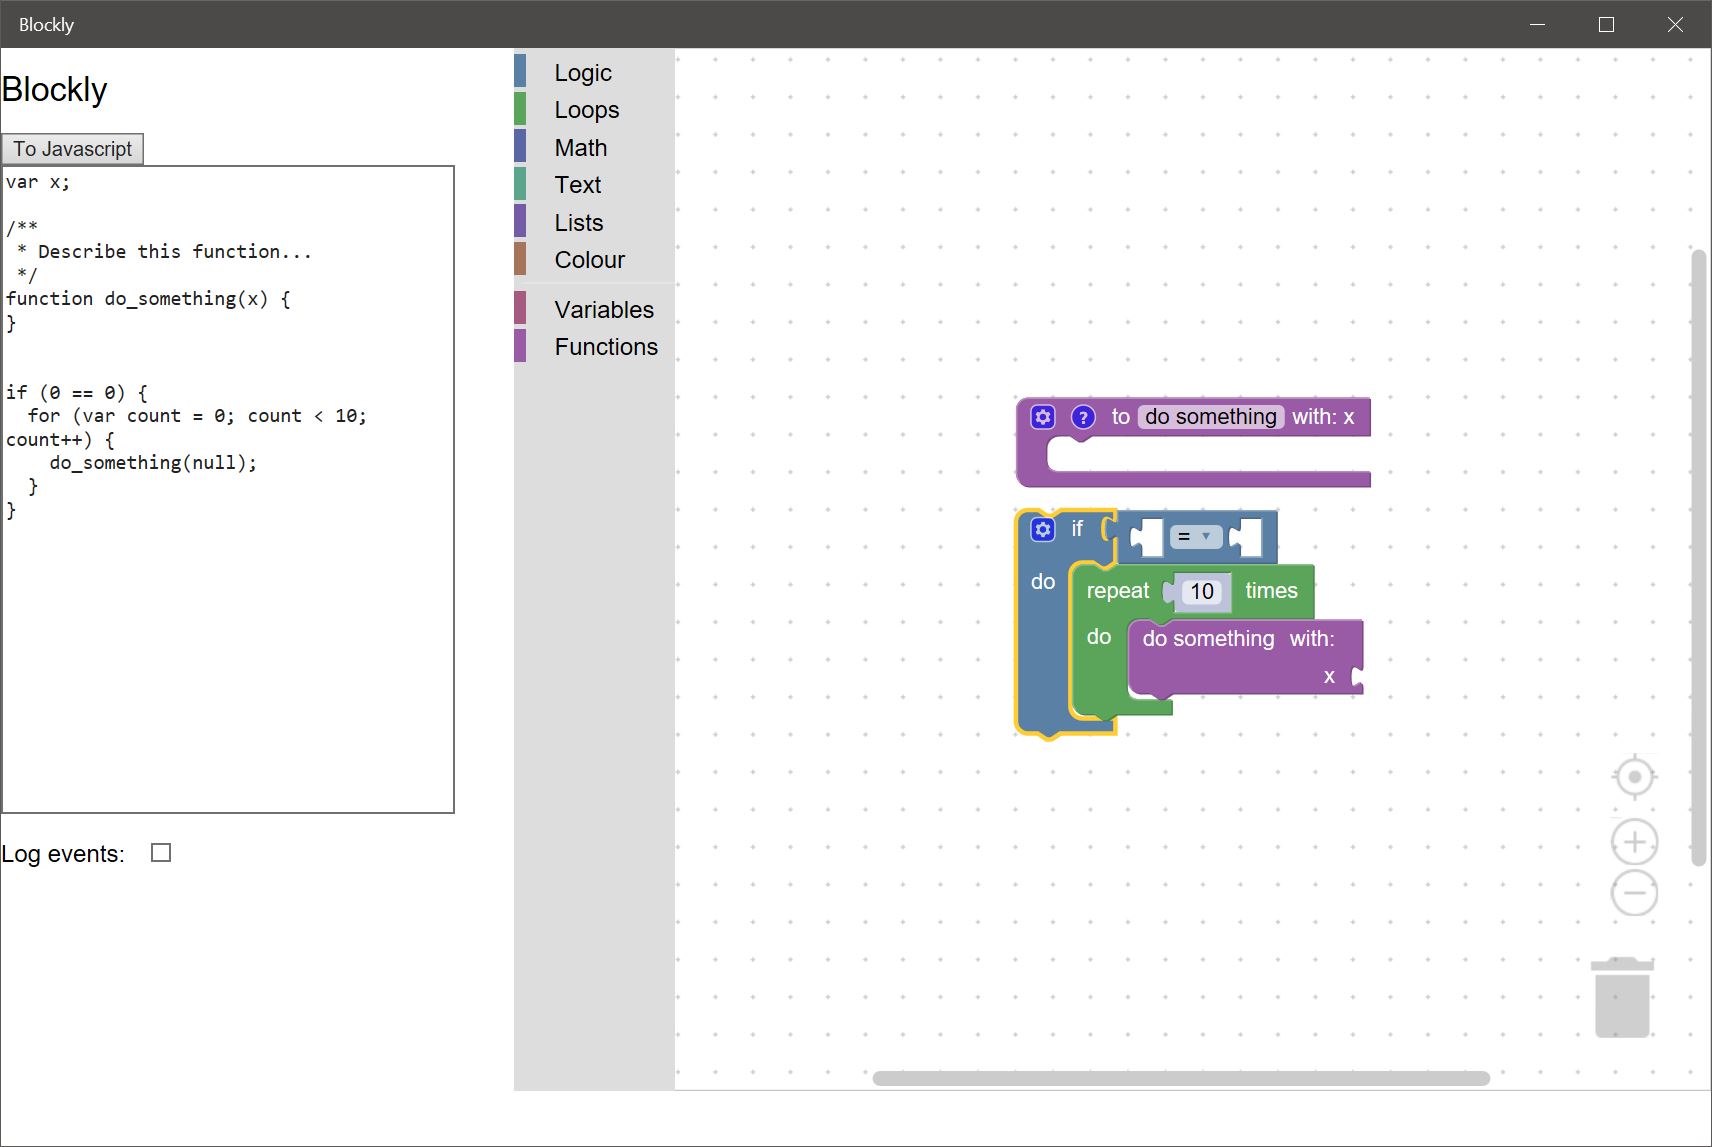 Blockly
Blockly
To Javascript
var x;
/**
 * Describe this function...
 */
function do_something(x) {
}
if (0 == 0) {
  for (var count = 0; count < 10;
count++) {
    do_something(null);
  }
}
Log events:
Logic
Loops
Math
Text
Lists
Colour
Variables
Functions
? to do something with: x
if = ▾
do
repeat 10 times
do do something with:
x